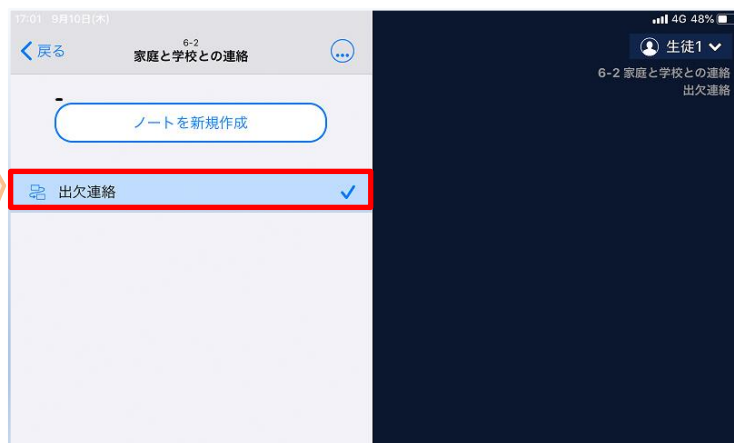 17:01 9月10日(木)
4G 48%
戻る
6-2
家庭と学校との連絡
生徒1
6-2 家庭と学校との連絡
出欠連絡
ノートを新規作成
出欠連絡